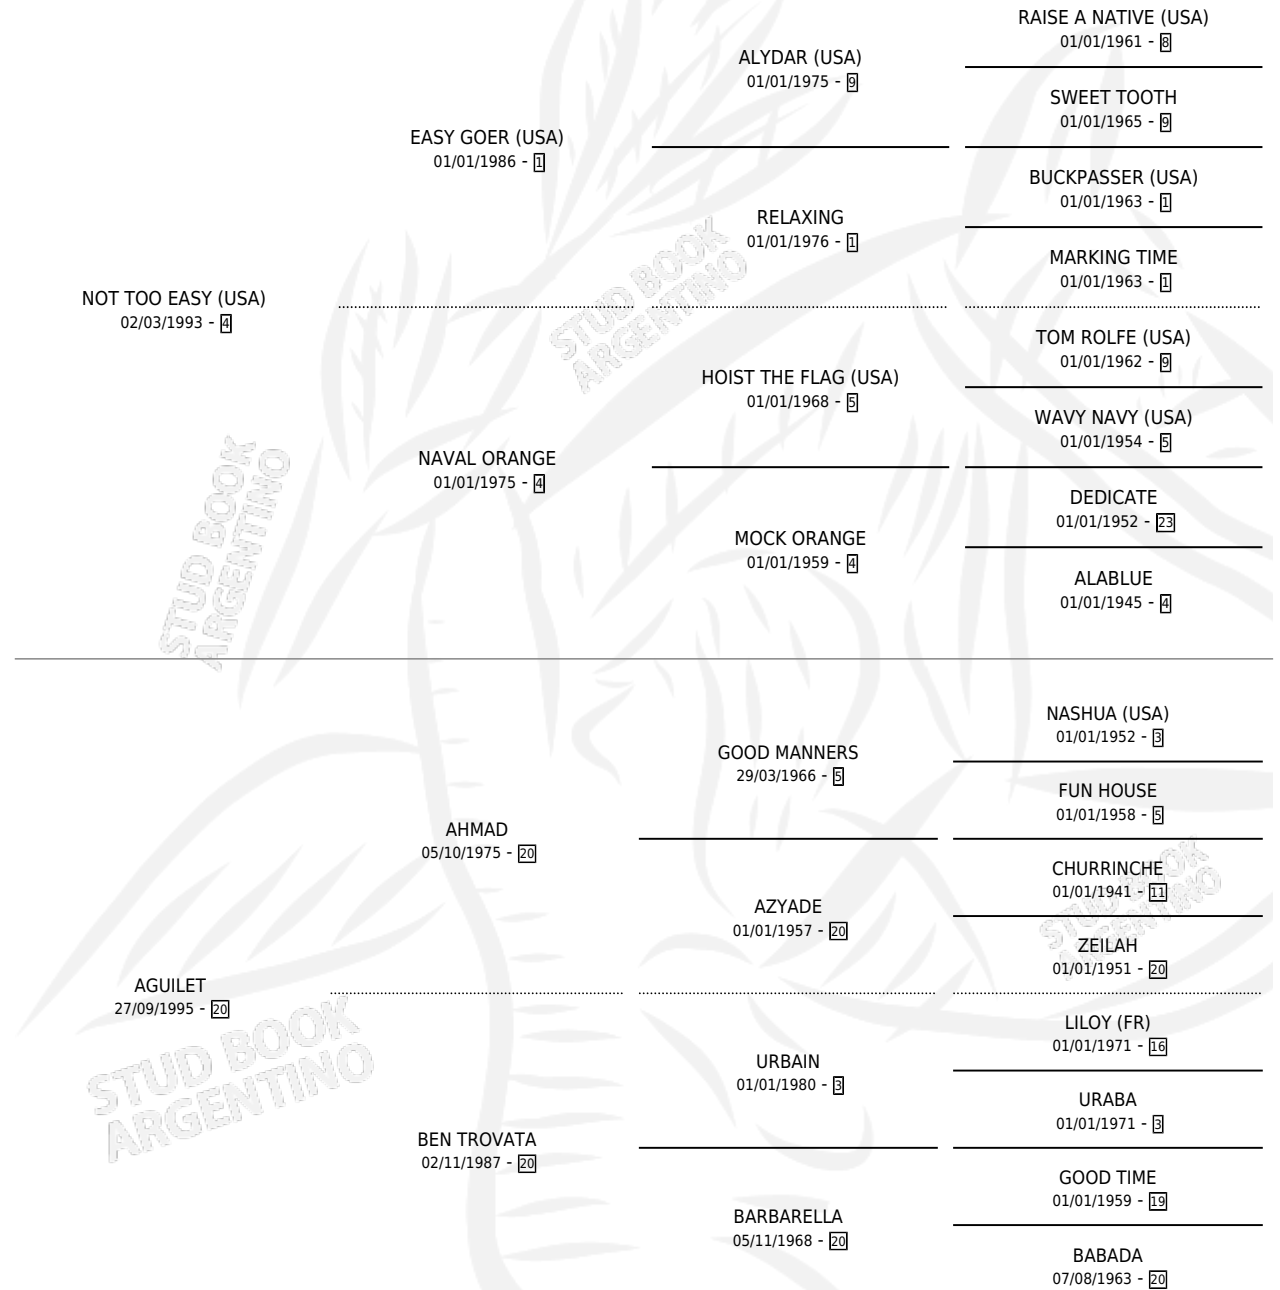 RAISE A NATIVE (USA)
01/01/1961 - 8
ALYDAR (USA)
01/01/1975 - 9
SWEET TOOTH
01/01/1965 - 9
EASY GOER (USA)
01/01/1986 - 1
BUCKPASSER (USA)
01/01/1963 - 1
RELAXING
01/01/1976 - 1
MARKING TIME
01/01/1963 - 1
NOT TOO EASY (USA)
02/03/1993 - 4
TOM ROLFE (USA)
01/01/1962 - 9
HOIST THE FLAG (USA)
01/01/1968 - 5
WAVY NAVY (USA)
01/01/1954 - 5
NAVAL ORANGE
01/01/1975 - 4
DEDICATE
01/01/1952 - 23
MOCK ORANGE
01/01/1959 - 4
ALABLUE
01/01/1945 - 4
NASHUA (USA)
01/01/1952 - 3
GOOD MANNERS
29/03/1966 - 5
FUN HOUSE
01/01/1958 - 5
AHMAD
05/10/1975 - 20
CHURRINCHE
01/01/1941 - 11
AZYADE
01/01/1957 - 20
ZEILAH
01/01/1951 - 20
AGUILET
27/09/1995 - 20
LILOY (FR)
01/01/1971 - 16
URBAIN
01/01/1980 - 3
URABA
01/01/1971 - 3
BEN TROVATA
02/11/1987 - 20
GOOD TIME
01/01/1959 - 19
BARBARELLA
05/11/1968 - 20
BABADA
07/08/1963 - 20
STUD BOOK
ARGENTINO
STUD BOOK
ARGENTINO
STUD BOOK
ARGENTINO
STUD BOOK
ARGENTINO